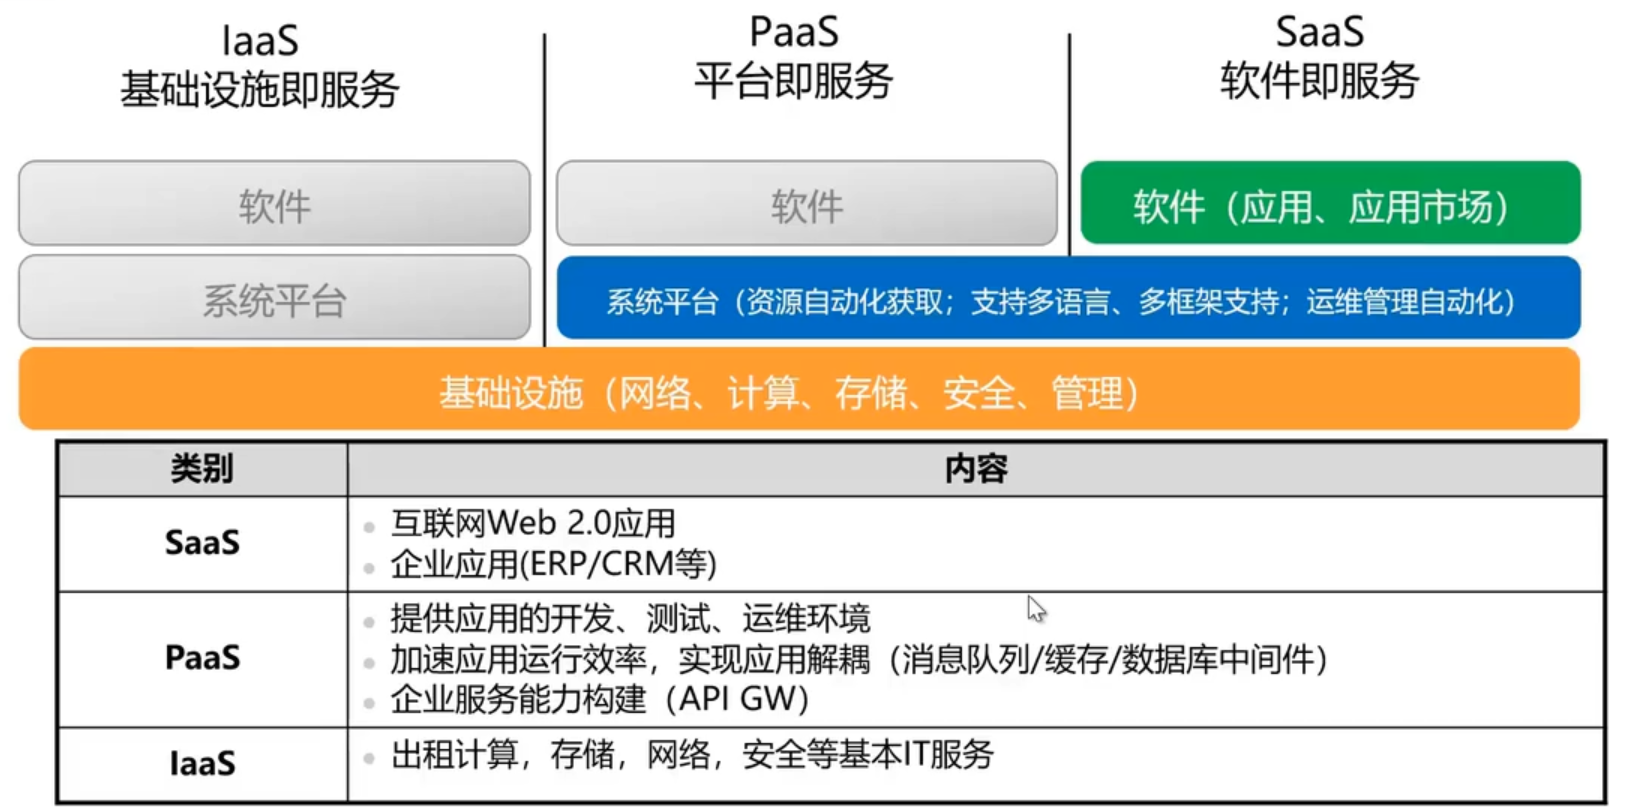 IaaS
基础设施即服务
PaaS
平台即服务
SaaS
软件即服务
软件
软件
软件（应用、应用市场）
系统平台
系统平台（资源自动化获取；支持多语言、多框架支持；运维管理自动化）
基础设施（网络、计算、存储、安全、管理）
类别
内容
SaaS
互联网Web 2.0应用
企业应用(ERP/CRM等)
PaaS
提供应用的开发、测试、运维环境
加速应用运行效率，实现应用解耦（消息队列/缓存/数据库中间件）
企业服务能力构建（API GW）
IaaS
出租计算，存储，网络，安全等基本IT服务